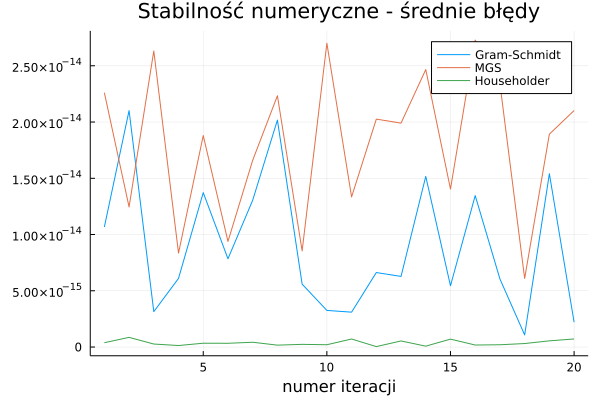 Stabilność numeryczne - średnie błędy
Gram-Schmidt
MGS
Householder
2.50×10⁻¹⁴
2.00×10⁻¹⁴
1.50×10⁻¹⁴
1.00×10⁻¹⁴
5.00×10⁻¹⁵
0
5 10 15 20
numer iteracji